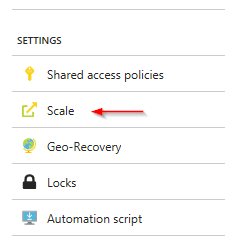 SETTINGS
Shared access policies
Scale
Geo-Recovery
Locks
Automation script